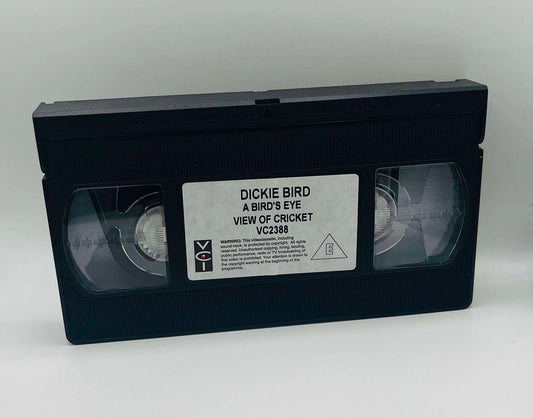 DICKIE BIRD
A BIRD'S EYE
VIEW OF CRICKET
VC2388
VCI
WARNING: This videocassette, including
sound-track, is protected by copyright. All rights
reserved. Unauthorised copying, hiring, lending,
public performance, radio or TV broadcasting of
this video is prohibited. Your attention is drawn to
the copyright warning at the beginning of the
programme.
E